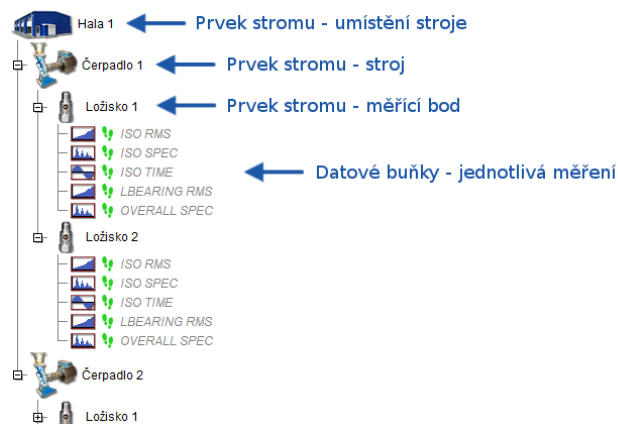 Hala 1 Prvek stromu - umístění stroje
Čerpadlo 1 Prvek stromu - stroj
Ložisko 1 Prvek stromu - měřící bod
ISO RMS
ISO SPEC
ISO TIME Datové buňky - jednotlivá měření
LBEARING RMS
OVERALL SPEC
Ložisko 2
ISO RMS
ISO SPEC
ISO TIME
LBEARING RMS
OVERALL SPEC
Čerpadlo 2
Ložisko 1